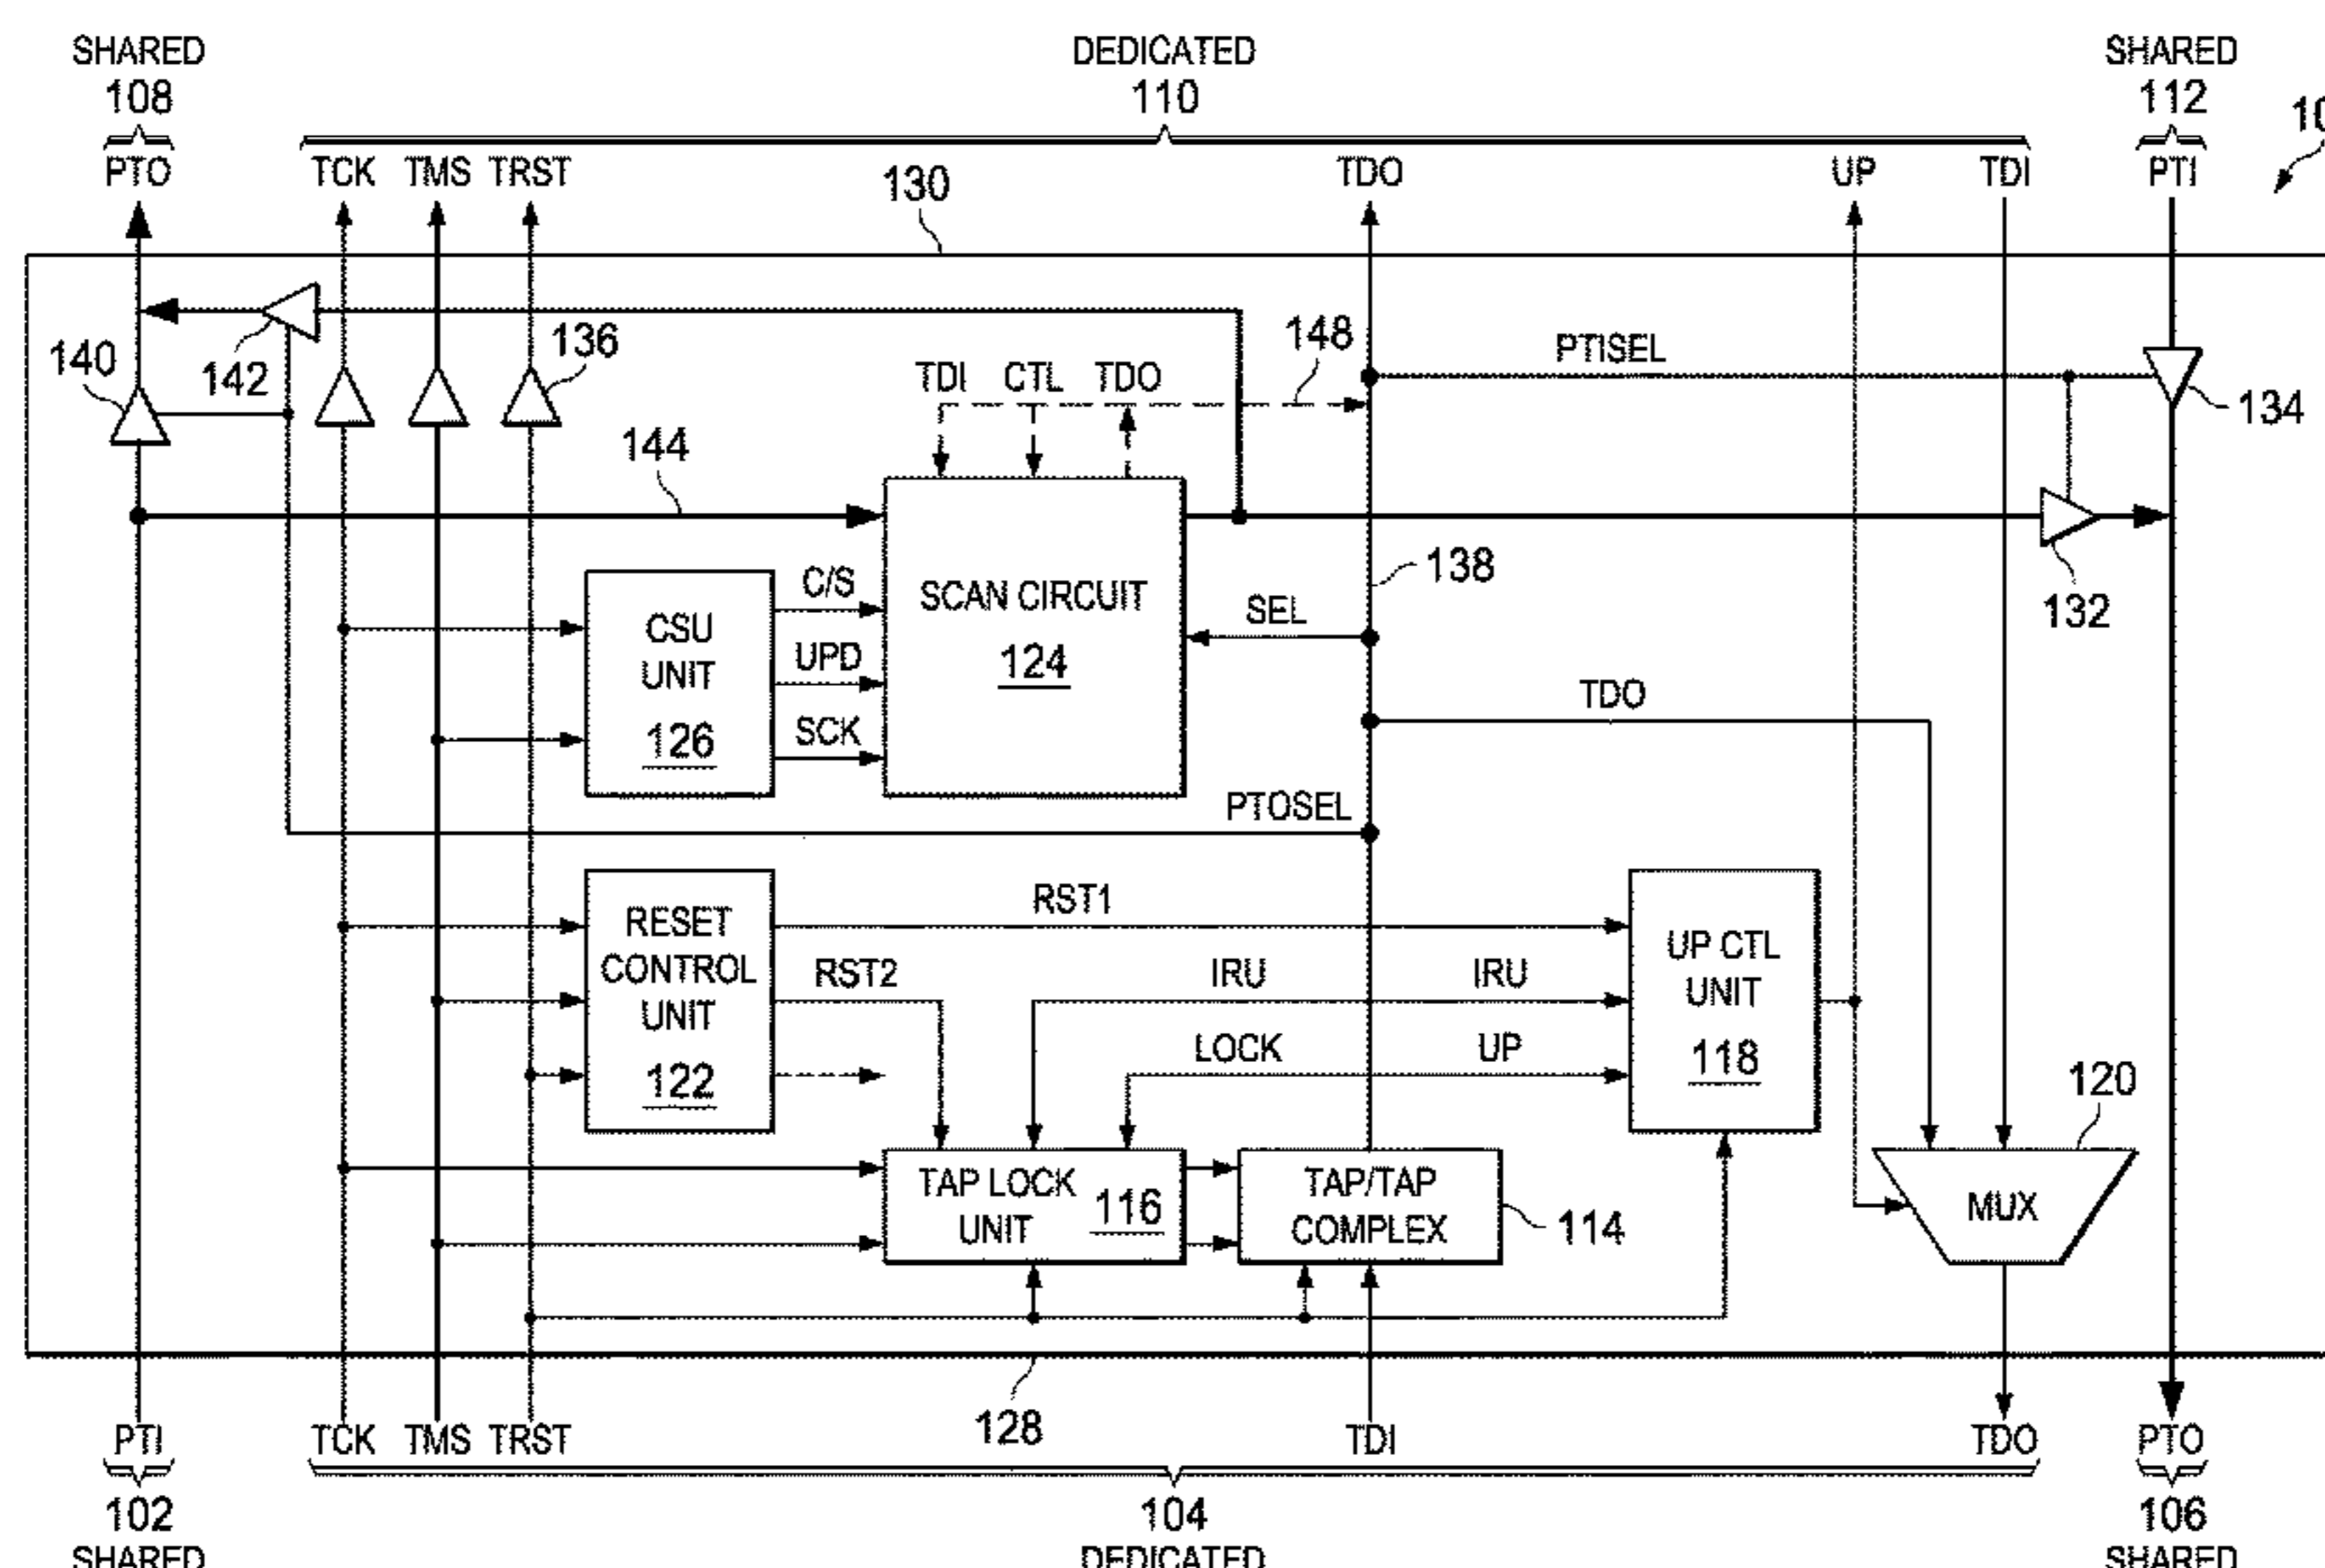 SHARED DEDICATED SHARED
108 110 112
10
PTO TCK TMS TRST TDO UP TDI PTI
130
140 142 136 148 PTISEL 134
TDI CTL TDO
144
138
132
C/S SEL
CSU
UNIT
126
UPD
SCK
SCAN CIRCUIT
124
TDO
PTOSEL
RESET
CONTROL
UNIT
122
RST1
RST2
IRU IRU
LOCK UP
UP CTL
UNIT
118
120
MUX
TAP LOCK
UNIT
116
TAP/TAP
COMPLEX
114
128
PTI TCK TMS TRST TDI TDO PTO
102 104 106
SHARED DEDICATED SHARED